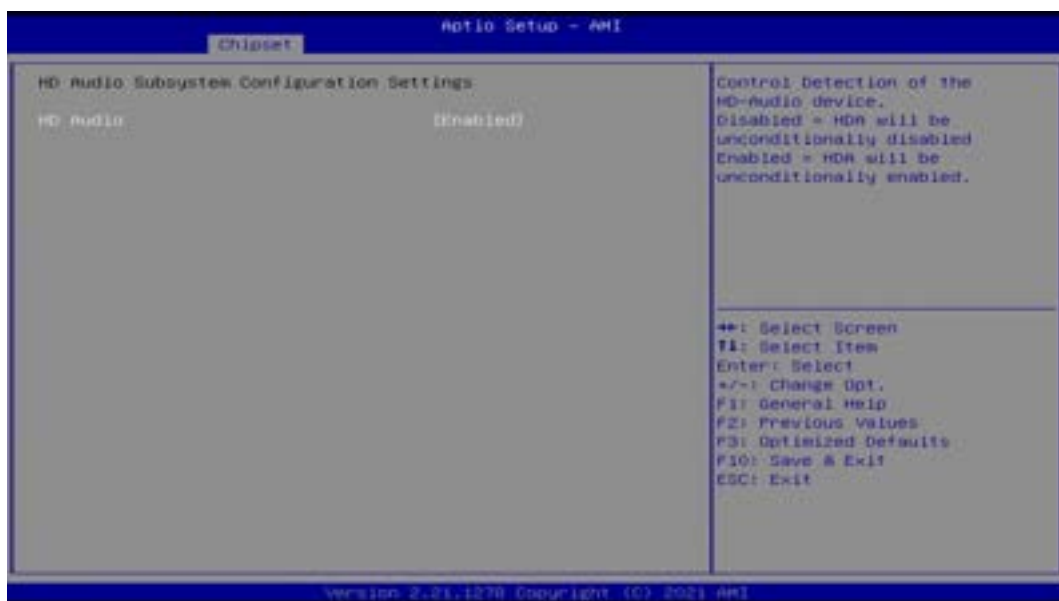 Aptio Setup - AMI
Chipset
HD Audio Subsystem Configuration Settings
HD Audio [Enabled]
Control Detection of the
HD-Audio device.
Disabled = HDA will be
unconditionally disabled
Enabled = HDA will be
unconditionally enabled.
→←: Select Screen
↑↓: Select Item
Enter: Select
+/-: Change Opt.
F1: General Help
F2: Previous Values
F3: Optimized Defaults
F10: Save & Exit
ESC: Exit
Version 2.21.1278 Copyright (C) 2021 AMI